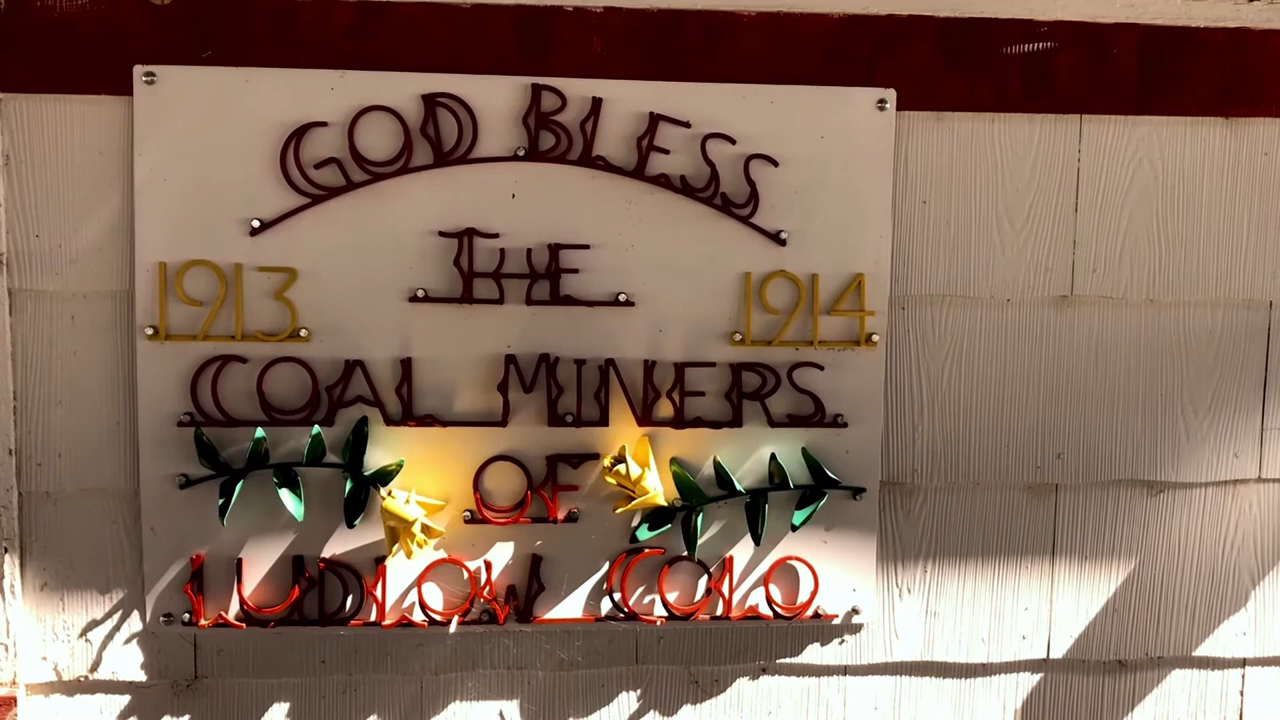 GOD BLESS
THE
1913 1914
COAL MINERS
OF
LUDLOW COLO